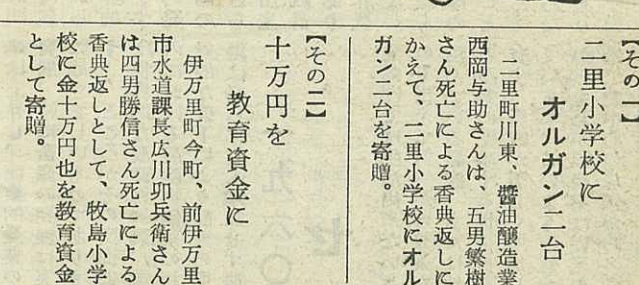 【その一】
二里小学校に
オルガン二台
二里町川東、醬油醸造業
西岡与助さんは、五男繁樹
さん死亡による香典返しに
かえて、二里小学校にオル
ガン二台を寄贈。
【その二】
十万円を
教育資金に
伊万里町今町、前伊万里
市水道課長広川卯兵衛さん
は四男勝信さん死亡による
香典返しとして、牧島小学
校に金十万円也を教育資金
として寄贈。